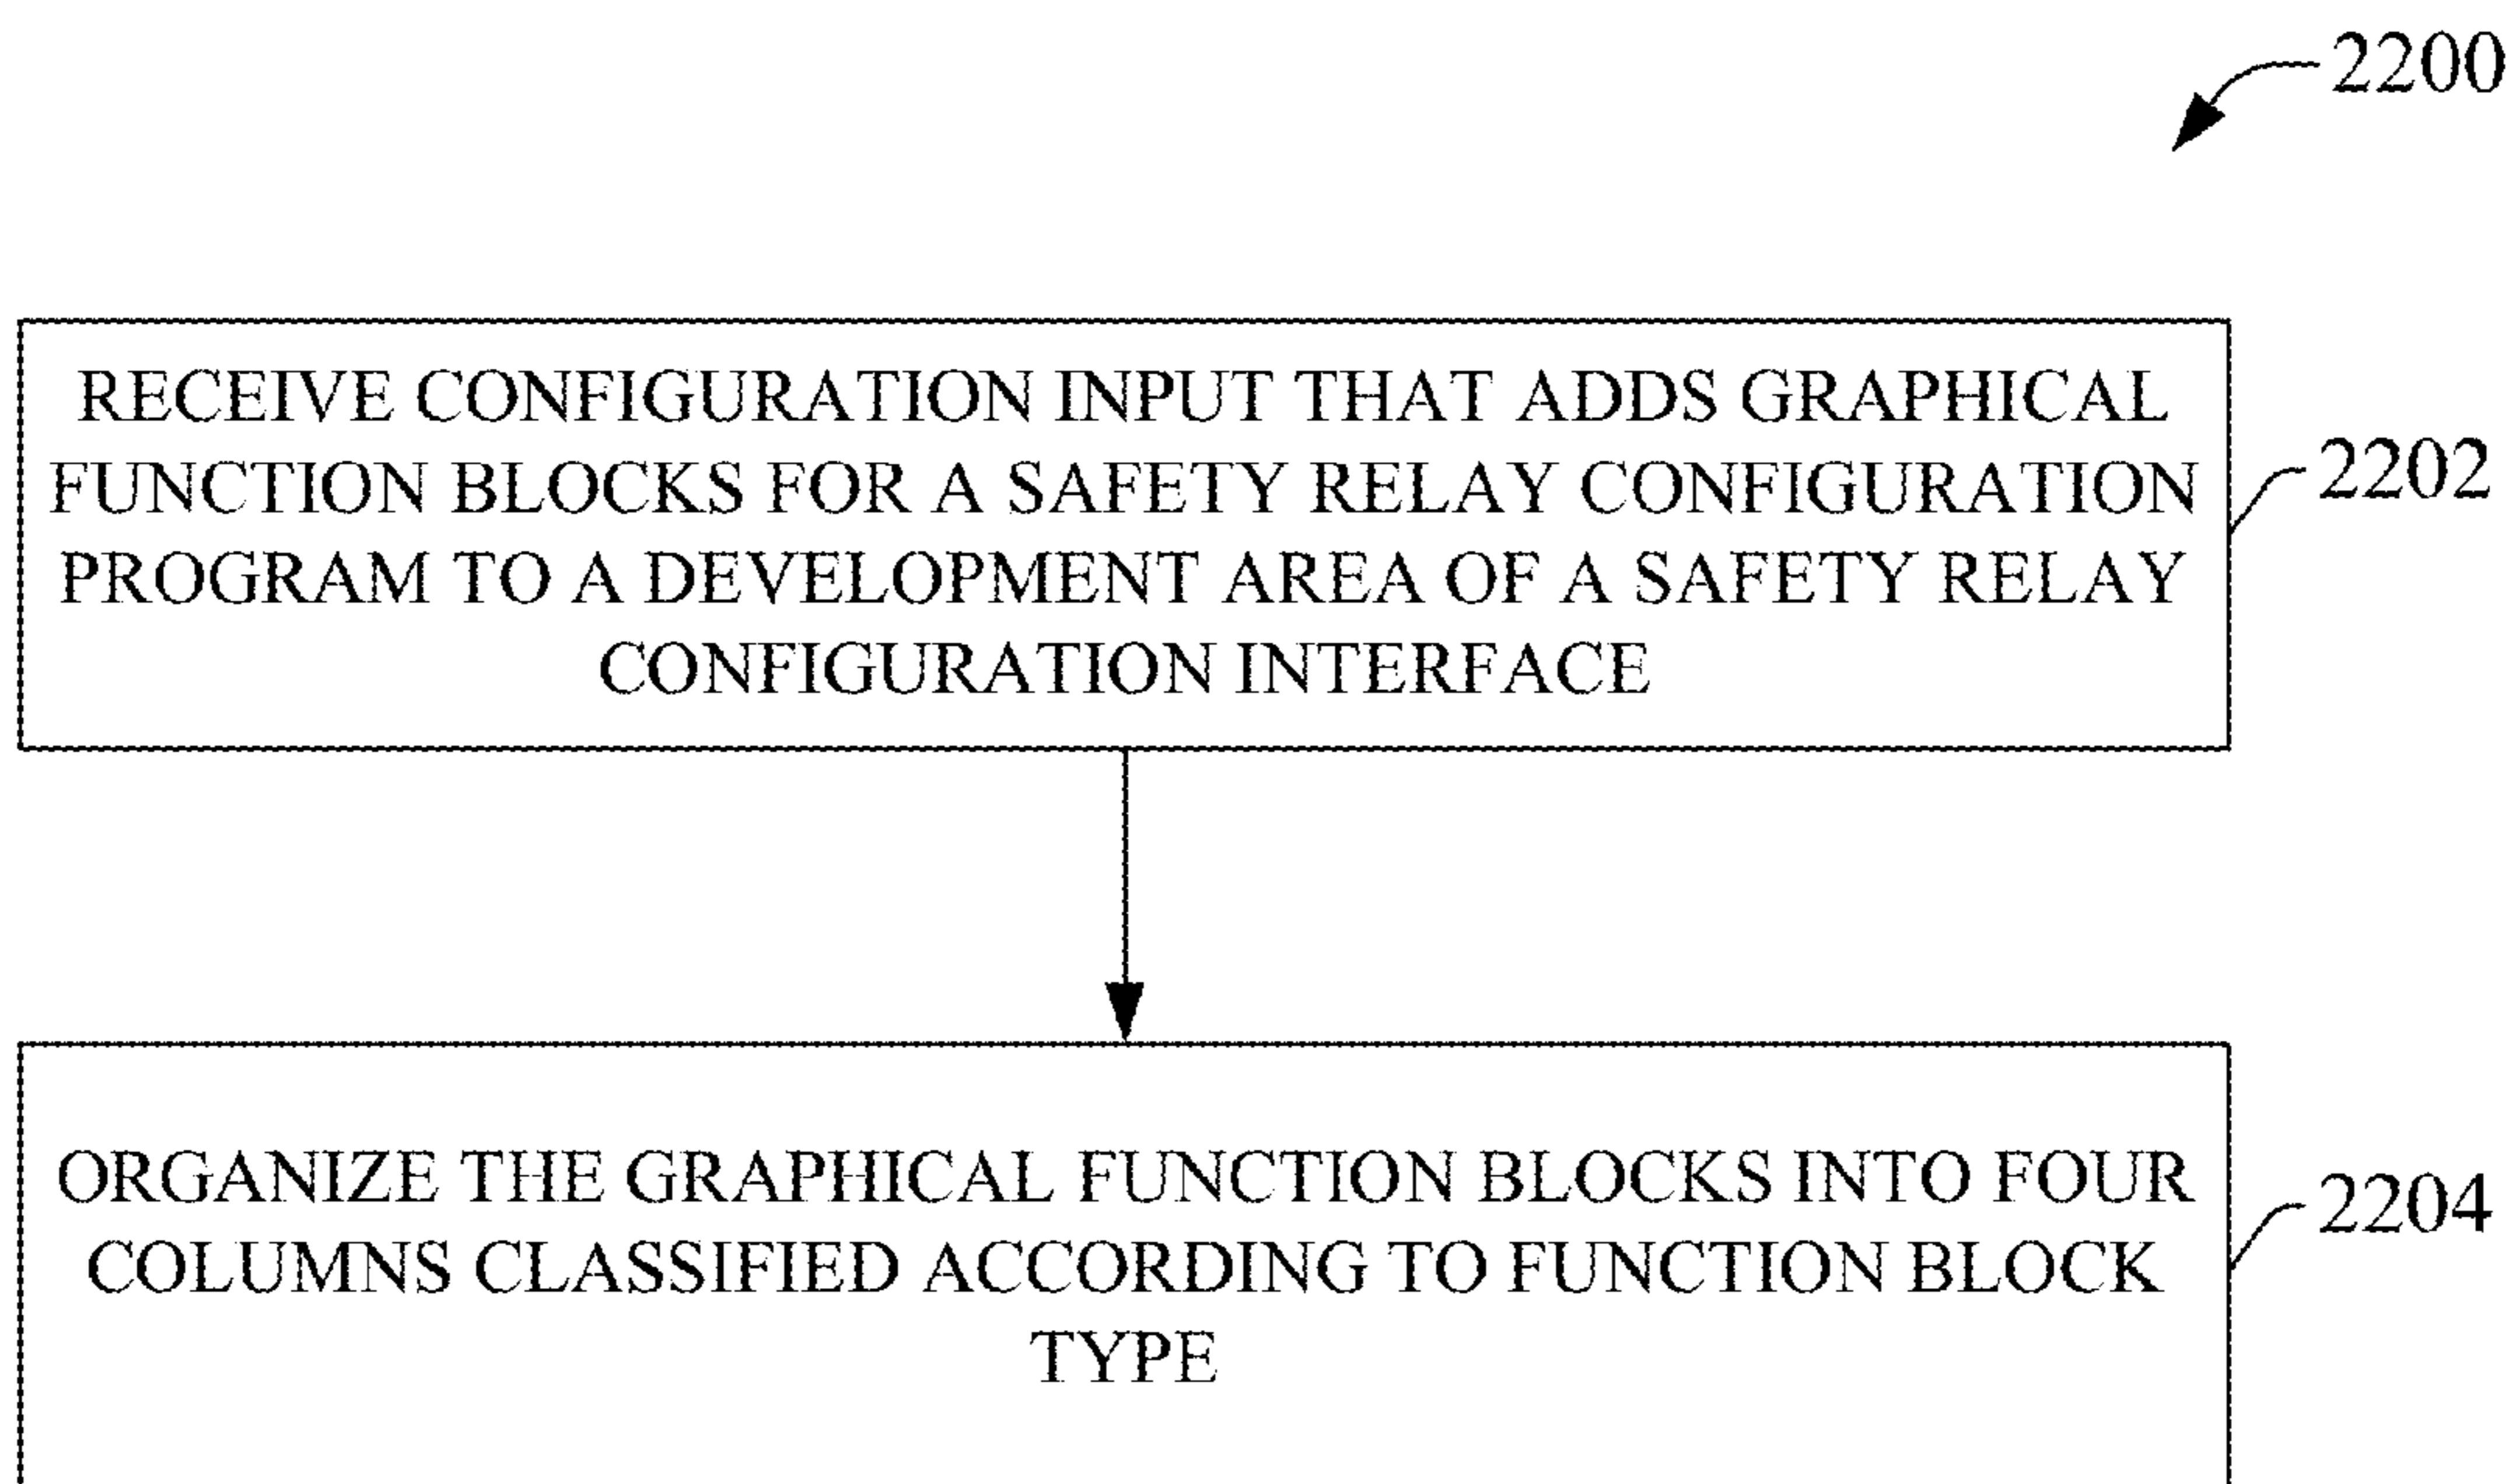 2200
RECEIVE CONFIGURATION INPUT THAT ADDS GRAPHICAL
FUNCTION BLOCKS FOR A SAFETY RELAY CONFIGURATION
PROGRAM TO A DEVELOPMENT AREA OF A SAFETY RELAY
CONFIGURATION INTERFACE
2202
ORGANIZE THE GRAPHICAL FUNCTION BLOCKS INTO FOUR
COLUMNS CLASSIFIED ACCORDING TO FUNCTION BLOCK
TYPE
2204